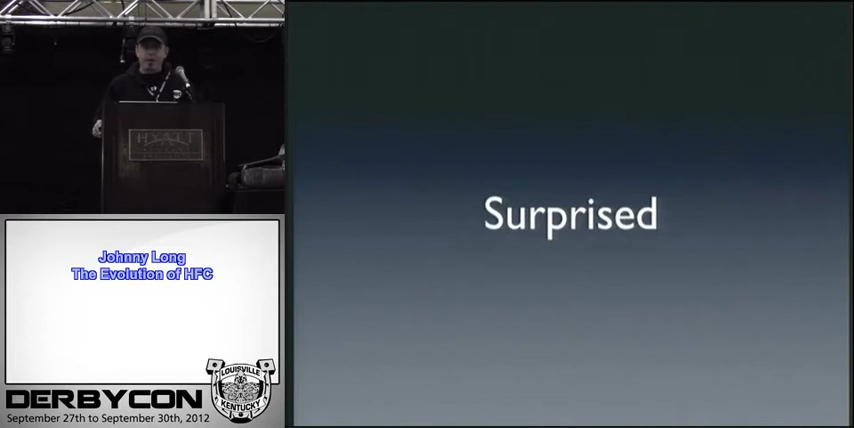 HYATT
Surprised
Johnny Long
The Evolution of HFC
DERBYCON
September 27th to September 30th, 2012
LOUISVILLE
KENTUCKY